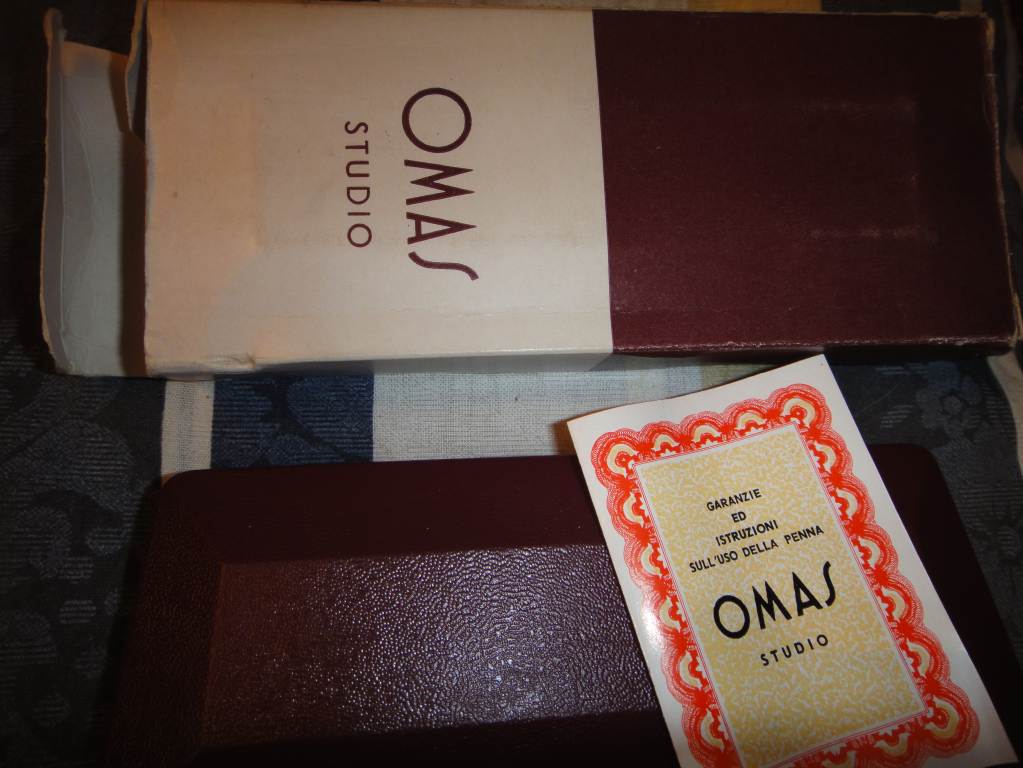 OMAS
STUDIO
GARANZIE
ED
ISTRUZIONI
SULL'USO DELLA PENNA
OMAS
STUDIO